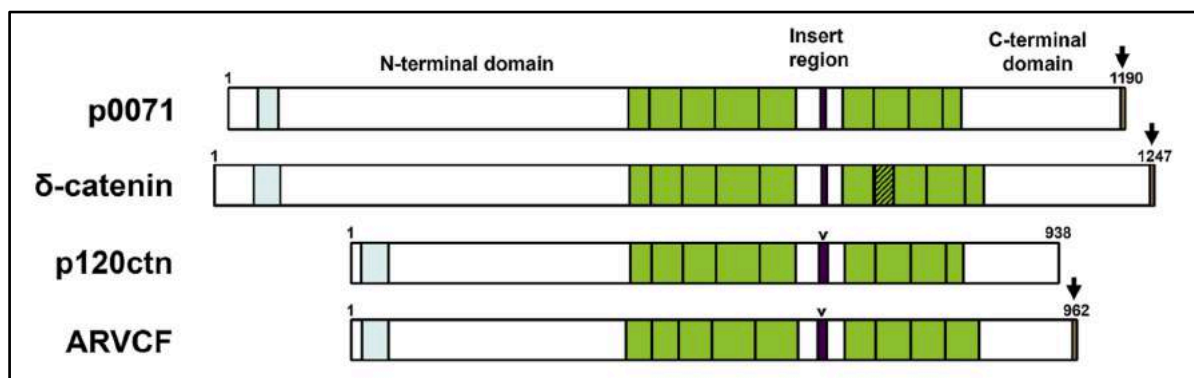 N-terminal domain
Insert
region
C-terminal
domain
p0071
1
1190
δ-catenin
1
1247
p120ctn
1
v
938
ARVCF
1
v
962